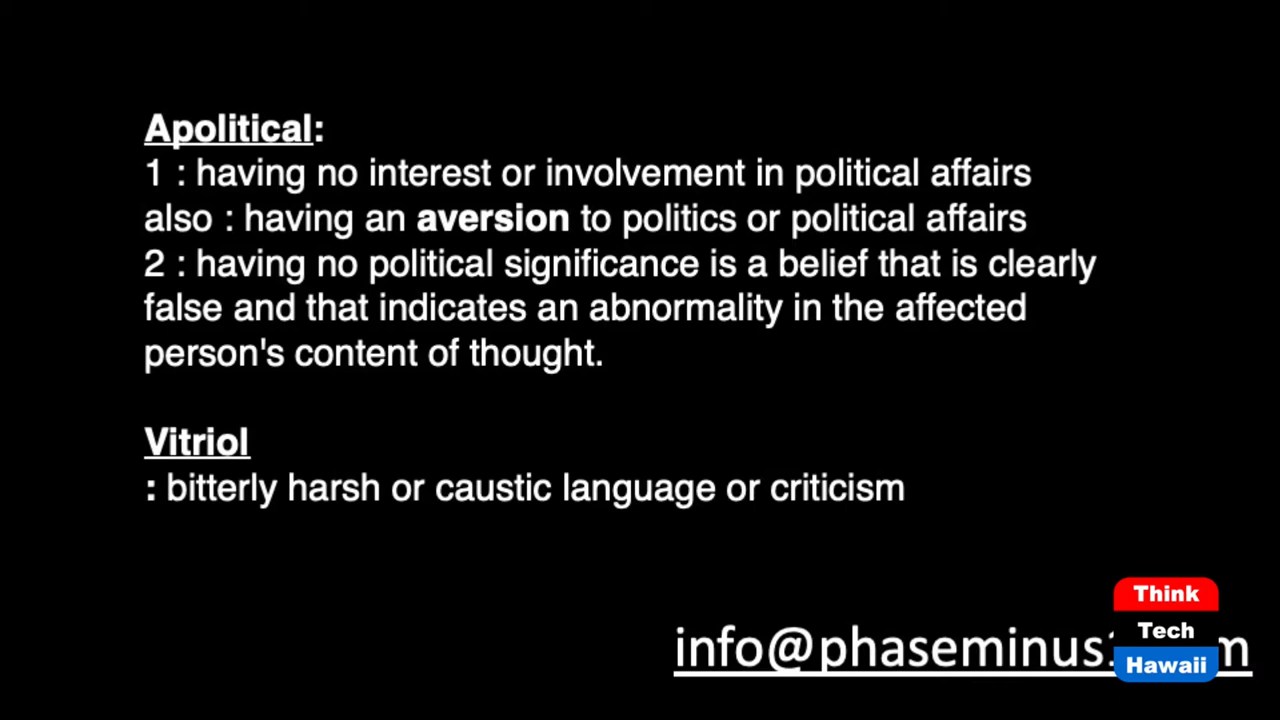 Apolitical:
1 : having no interest or involvement in political affairs
also : having an aversion to politics or political affairs
2 : having no political significance is a belief that is clearly
false and that indicates an abnormality in the affected
person's content of thought.
Vitriol
: bitterly harsh or caustic language or criticism
Think
Tech
Hawaii